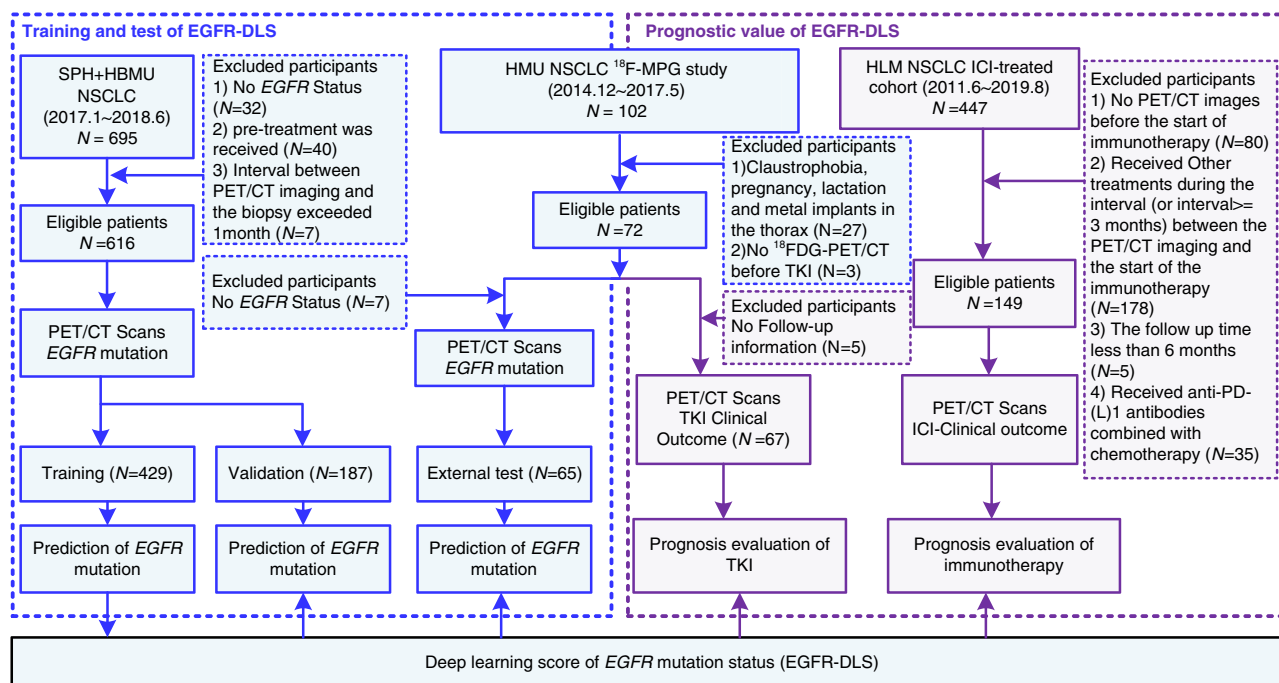 Training and test of EGFR-DLS
SPH+HBMU
NSCLC
(2017.1~2018.6)
N = 695
Excluded participants
1) No EGFR Status
(N=32)
2) pre-treatment was
received (N=40)
3) Interval between
PET/CT imaging and
the biopsy exceeded
1month (N=7)
Eligible patients
N =616
Excluded participants
No EGFR Status (N=7)
PET/CT Scans
EGFR mutation
Training (N=429)
Validation (N=187)
Prediction of EGFR
mutation
Prediction of EGFR
mutation
HMU NSCLC 18F-MPG study
(2014.12~2017.5)
N = 102
Excluded participants
1)Claustrophobia,
pregnancy, lactation
and metal implants in
the thorax (N=27)
2)No 18FDG-PET/CT
before TKI (N=3)
Eligible patients
N =72
PET/CT Scans
EGFR mutation
External test (N=65)
Prediction of EGFR
mutation
Prognostic value of EGFR-DLS
Excluded participants
No Follow-up
information (N=5)
PET/CT Scans
TKI Clinical
Outcome (N =67)
Prognosis evaluation of
TKI
HLM NSCLC ICI-treated
cohort (2011.6~2019.8)
N =447
Excluded participants
1) No PET/CT images
before the start of
immunotherapy (N=80)
2) Received Other
treatments during the
interval (or interval>=
3 months) between the
PET/CT imaging and
the start of the
immunotherapy
(N=178)
3) The follow up time
less than 6 months
(N=5)
4) Received anti-PD-
(L)1 antibodies
combined with
chemotherapy (N=35)
Eligible patients
N =149
PET/CT Scans
ICI-Clinical outcome
Prognosis evaluation of
immunotherapy
Deep learning score of EGFR mutation status (EGFR-DLS)